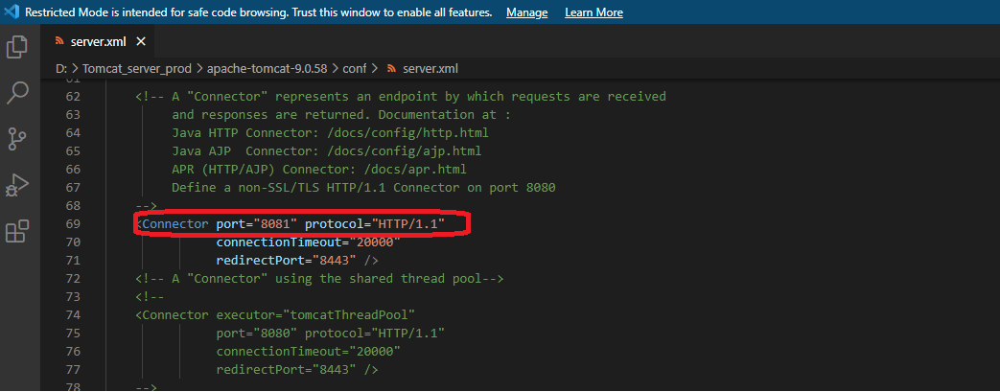 Restricted Mode is intended for safe code browsing. Trust this window to enable all features. Manage Learn More
server.xml
D: > Tomcat_server_prod > apache-tomcat-9.0.58 > conf > server.xml
61
62 <!-- A "Connector" represents an endpoint by which requests are received
63 and responses are returned. Documentation at :
64 Java HTTP Connector: /docs/config/http.html
65 Java AJP  Connector: /docs/config/ajp.html
66 APR (HTTP/AJP) Connector: /docs/apr.html
67 Define a non-SSL/TLS HTTP/1.1 Connector on port 8080
68 -->
69 <Connector port="8081" protocol="HTTP/1.1"
70 connectionTimeout="20000"
71 redirectPort="8443" />
72 <!-- A "Connector" using the shared thread pool-->
73 <!--
74 <Connector executor="tomcatThreadPool"
75 port="8080" protocol="HTTP/1.1"
76 connectionTimeout="20000"
77 redirectPort="8443" />
78 -->